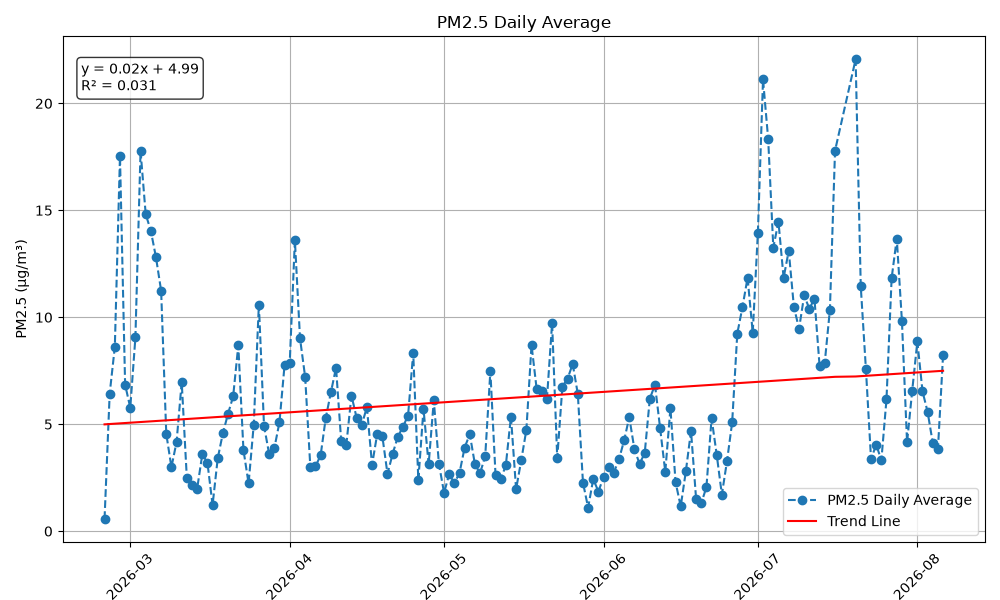 PM2.5 Daily Average
y = 0.02x + 4.99
R² = 0.031
PM2.5 (µg/m³)
20
15
10
5
0
2026-03
2026-04
2026-05
2026-06
2026-07
2026-08
PM2.5 Daily Average
Trend Line